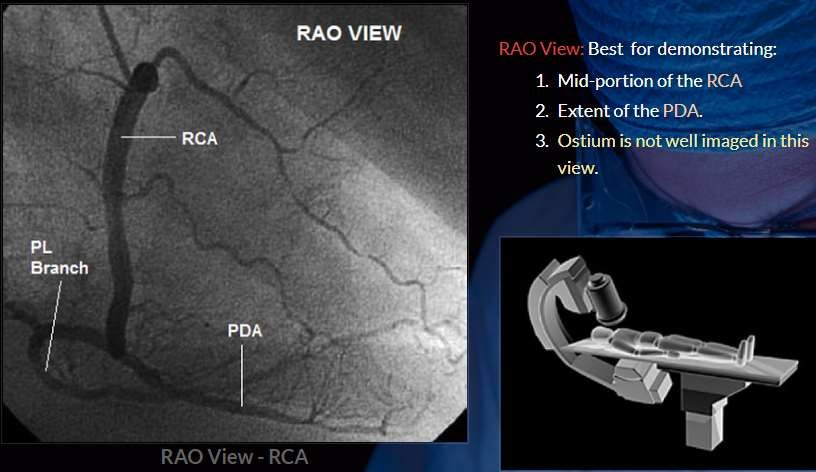 RAO VIEW
RCA
PL
Branch
PDA
RAO View - RCA
RAO View: Best for demonstrating:
1. Mid-portion of the RCA
2. Extent of the PDA.
3. Ostium is not well imaged in this
view.